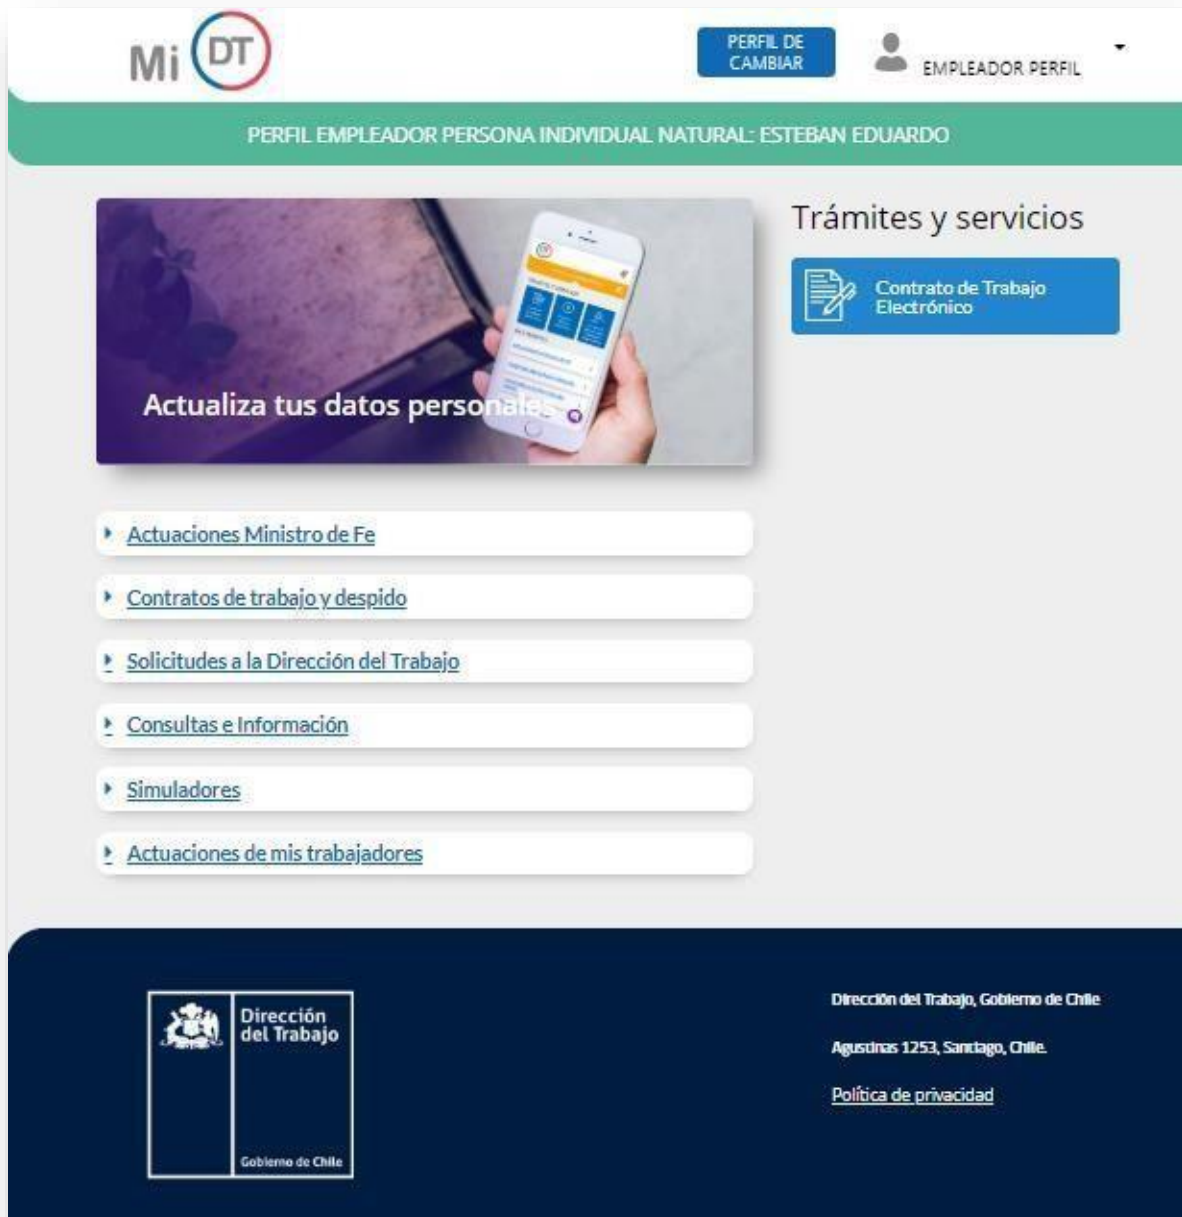 Mi DT
PERFIL DE
CAMBIAR
EMPLEADOR PERFIL
PERFIL EMPLEADOR PERSONA INDIVIDUAL NATURAL: ESTEBAN EDUARDO
Actualiza tus datos personales
Trámites y servicios
Contrato de Trabajo
Electrónico
Actuaciones Ministro de Fe
Contratos de trabajo y despido
Solicitudes a la Dirección del Trabajo
Consultas e Información
Simuladores
Actuaciones de mis trabajadores
Dirección
del Trabajo
Gobierno de Chile
Dirección del Trabajo, Gobierno de Chile
Agustinas 1253, Santiago, Chile.
Política de privacidad